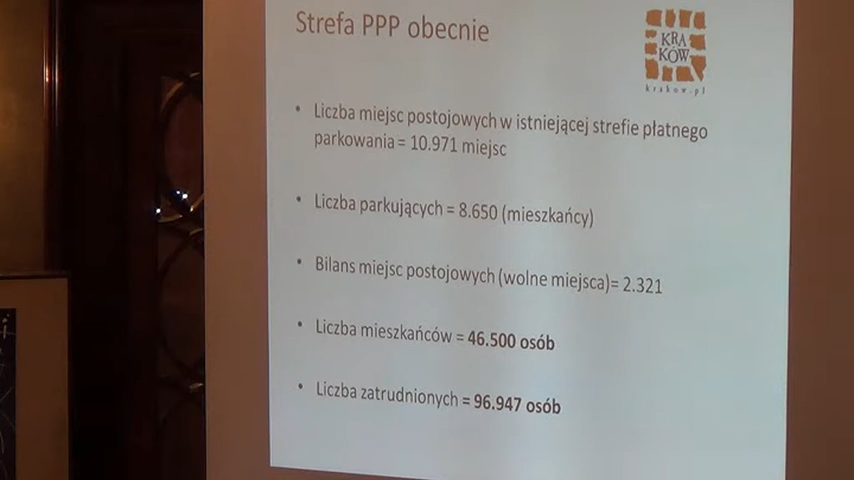 Strefa PPP obecnie
KRA
KÓW
krakow.pl
• Liczba miejsc postojowych w istniejącej strefie płatnego
parkowania = 10.971 miejsc
• Liczba parkujących = 8.650 (mieszkańcy)
• Bilans miejsc postojowych (wolne miejsca)= 2.321
• Liczba mieszkańców = 46.500 osób
• Liczba zatrudnionych = 96.947 osób